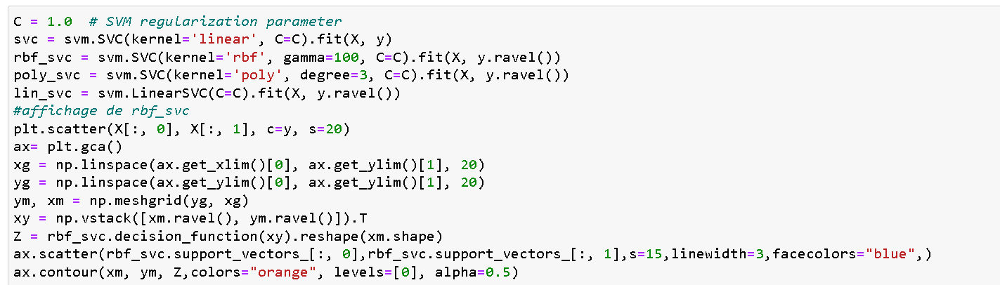 C = 1.0  # SVM regularization parameter
svc = svm.SVC(kernel='linear', C=C).fit(X, y)
rbf_svc = svm.SVC(kernel='rbf', gamma=100, C=C).fit(X, y.ravel())
poly_svc = svm.SVC(kernel='poly', degree=3, C=C).fit(X, y.ravel())
lin_svc = svm.LinearSVC(C=C).fit(X, y.ravel())
#affichage de rbf_svc
plt.scatter(X[:, 0], X[:, 1], c=y, s=20)
ax= plt.gca()
xg = np.linspace(ax.get_xlim()[0], ax.get_ylim()[1], 20)
yg = np.linspace(ax.get_ylim()[0], ax.get_ylim()[1], 20)
ym, xm = np.meshgrid(yg, xg)
xy = np.vstack([xm.ravel(), ym.ravel()]).T
Z = rbf_svc.decision_function(xy).reshape(xm.shape)
ax.scatter(rbf_svc.support_vectors_[:, 0],rbf_svc.support_vectors_[:, 1],s=15,linewidth=3,facecolors="blue",)
ax.contour(xm, ym, Z,colors="orange", levels=[0], alpha=0.5)